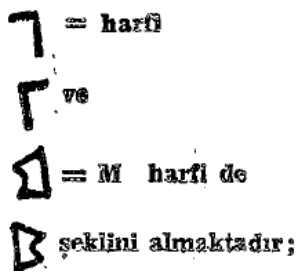 = harfi
ve
= M harfi de
şeklini almaktadır;